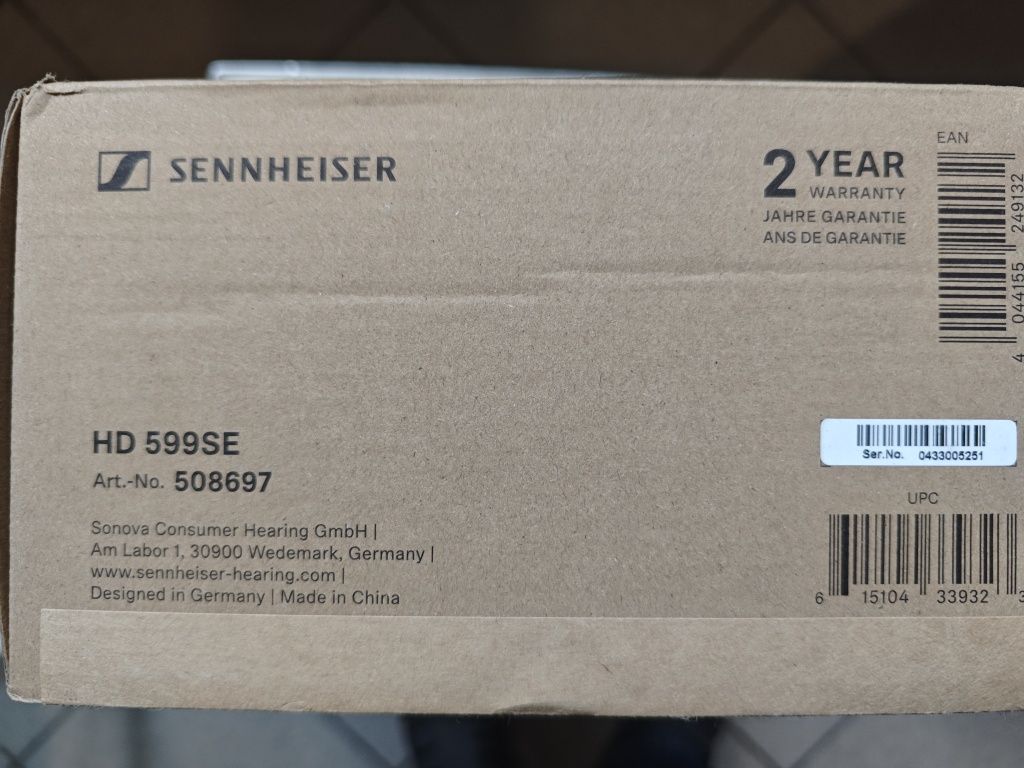 SENNHEISER
2 YEAR
WARRANTY
JAHRE GARANTIE
ANS DE GARANTIE
EAN
4 044155 249132
HD 599SE
Art.-No. 508697
Ser.No. 0433005251
UPC
6 15104 33932 3
Sonova Consumer Hearing GmbH |
Am Labor 1, 30900 Wedemark, Germany |
www.sennheiser-hearing.com |
Designed in Germany | Made in China